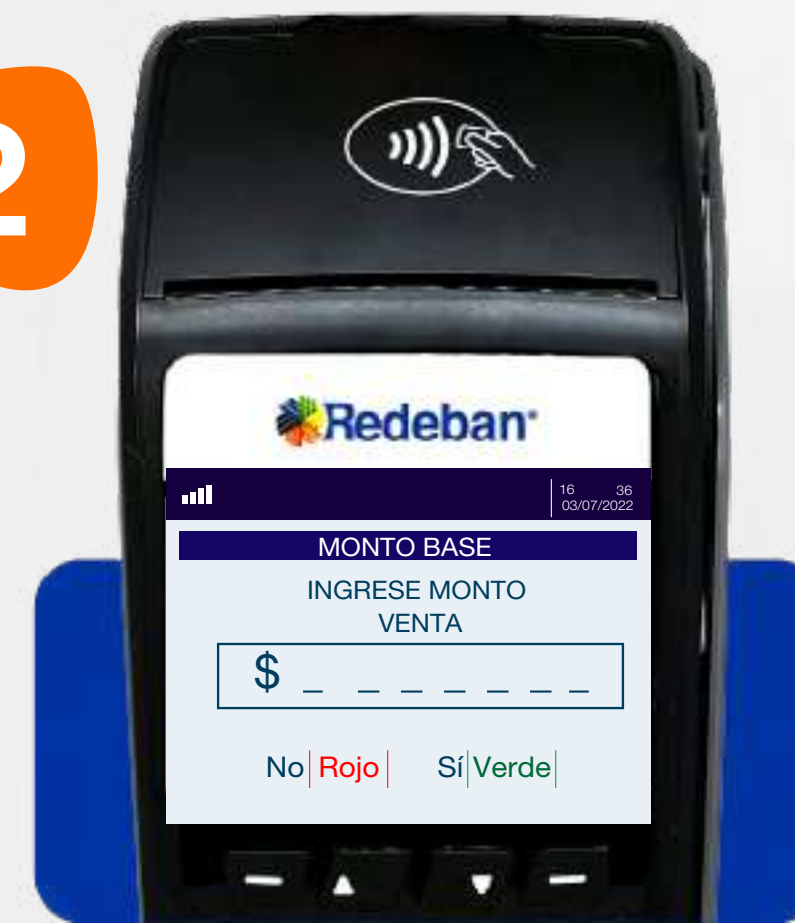 2
Redeban
16 36
03/07/2022
MONTO BASE
INGRESE MONTO
VENTA
$ _ _ _ _ _ _ _
No| Rojo | Sí|Verde|